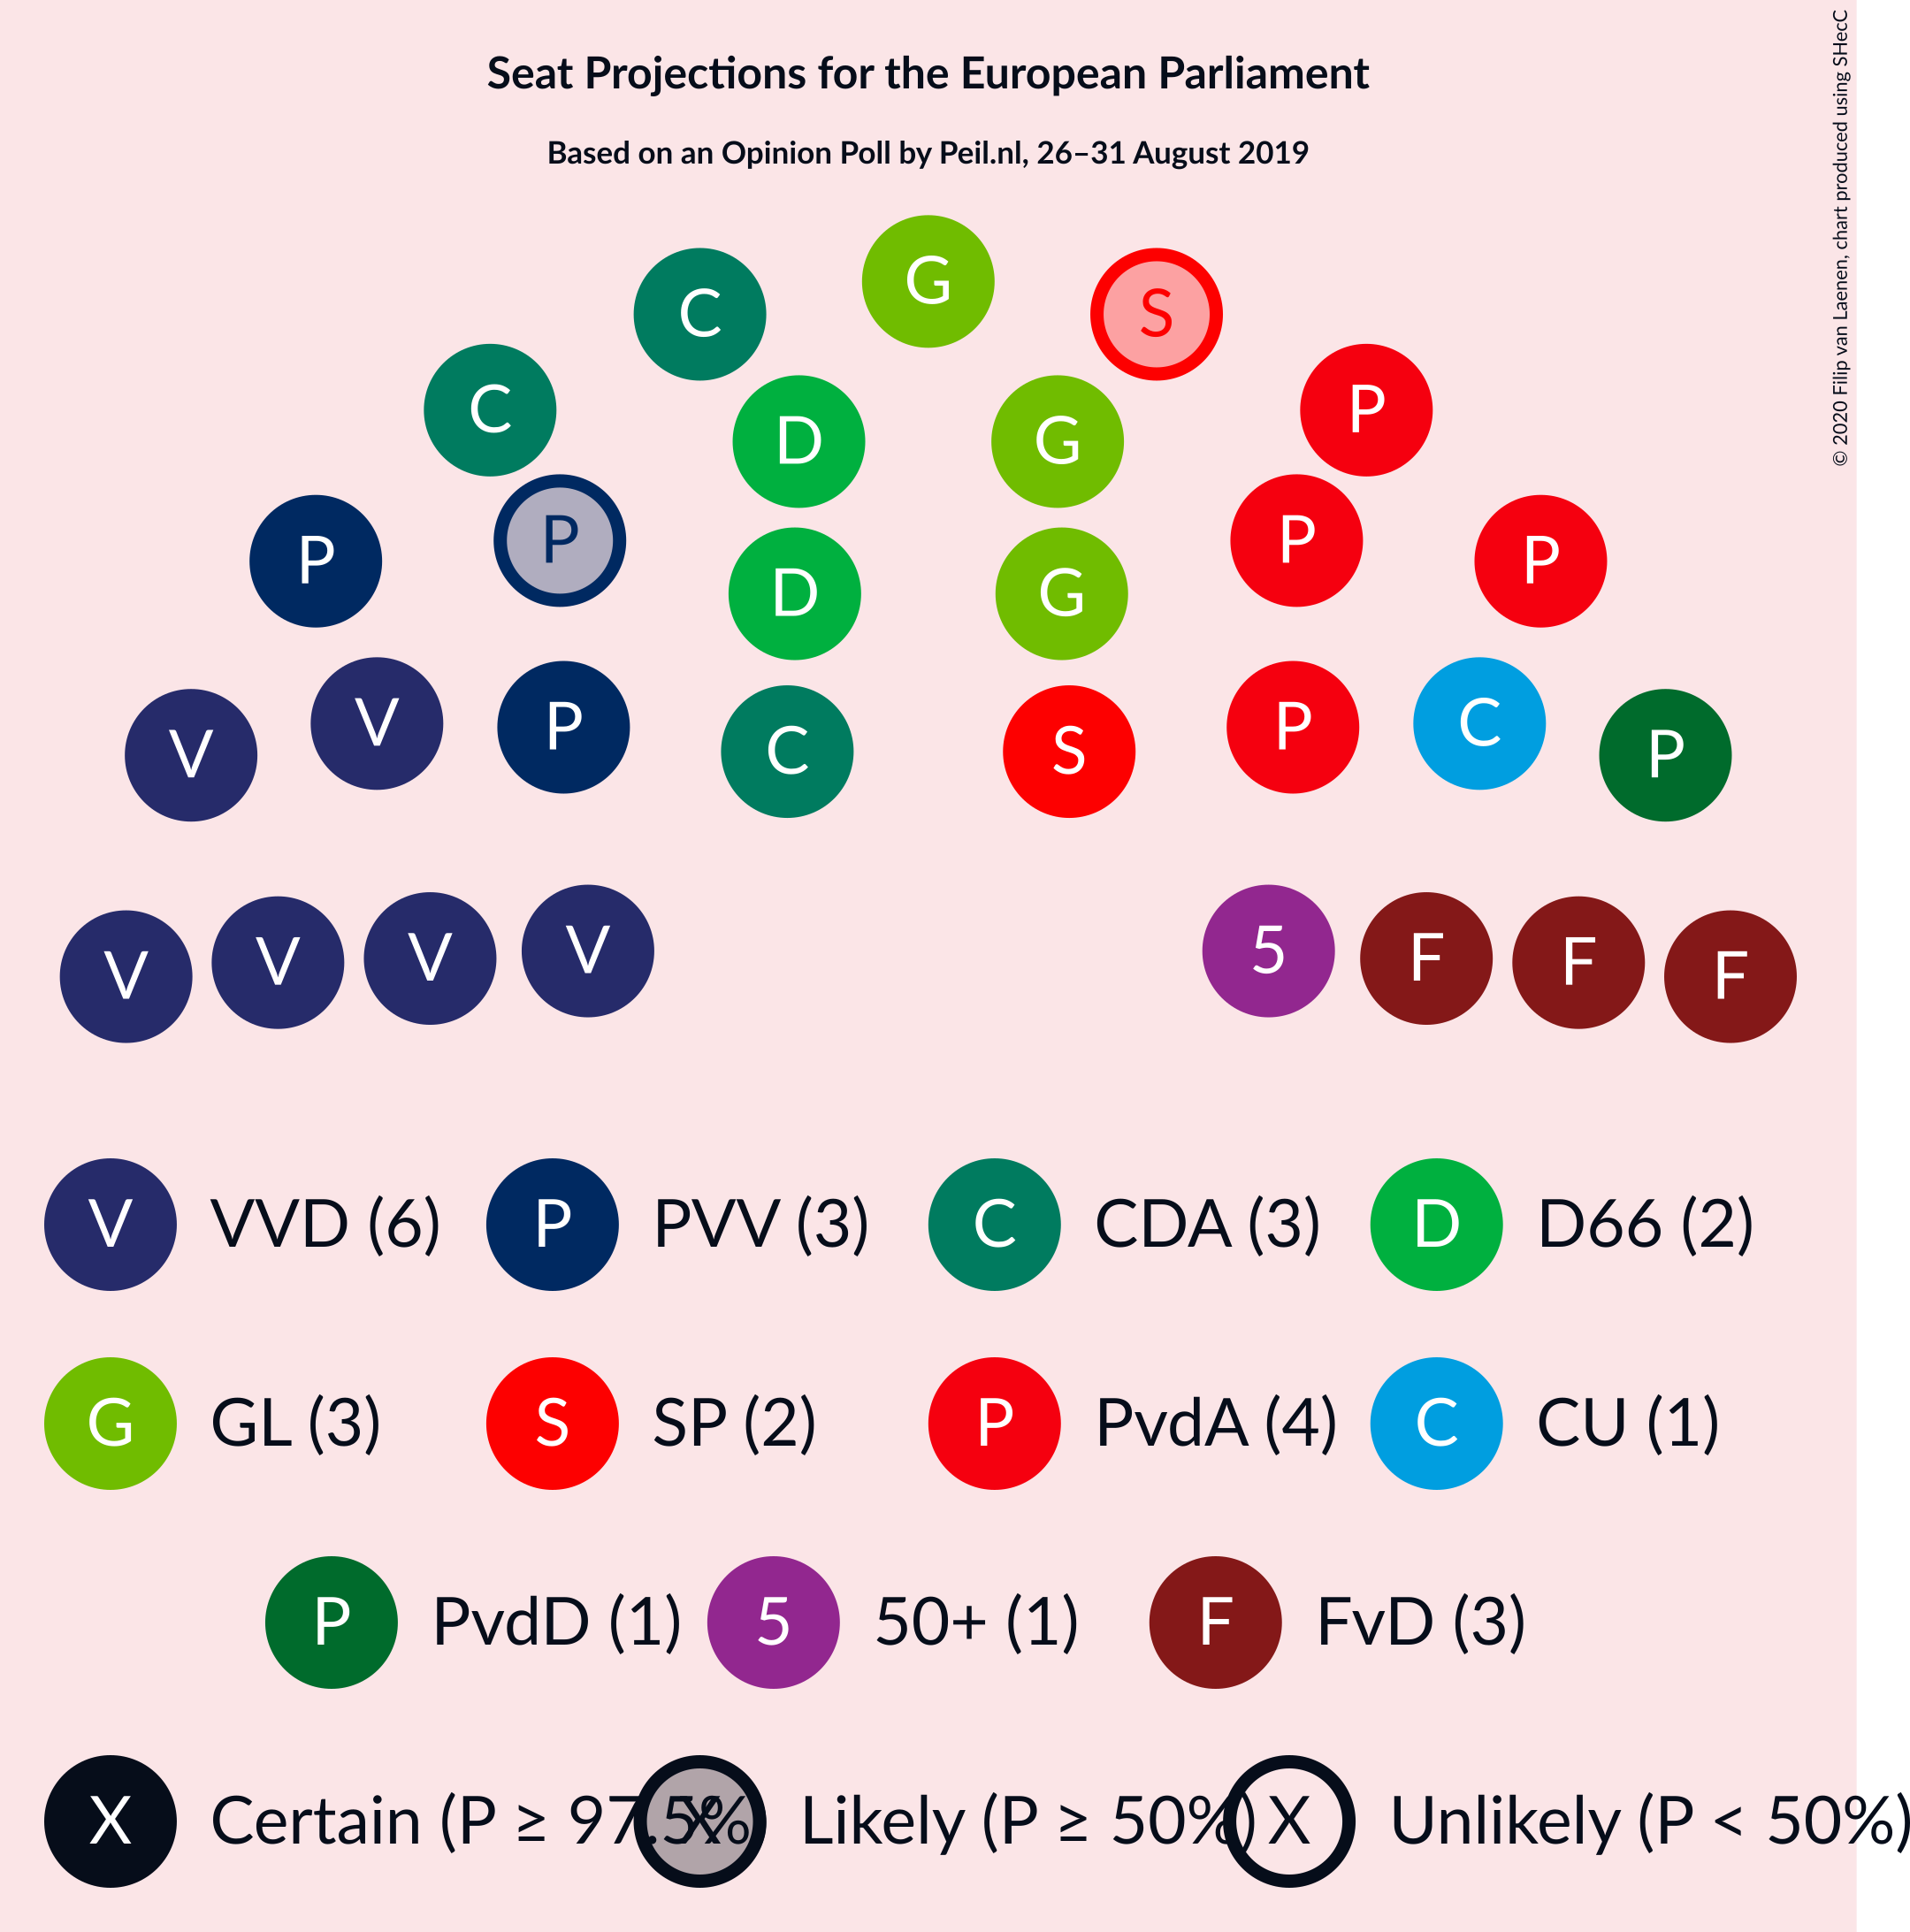 Seat Projections for the European Parliament
Based on an Opinion Poll by Peil.nl, 26–31 August 2019
© 2020 Filip van Laenen, chart produced using SHecC
G
C S
C P
D G
P P P P
D G
V V P C S P C P
V V V V 5 F F F
V VVD (6) P PVV (3) C CDA (3) D D66 (2)
G GL (3) S SP (2) P PvdA (4) C CU (1)
P PvdD (1) 5 50+ (1) F FvD (3)
X Certain (P ≥ 97.5% X Likely (P ≥ 50%) X Unlikely (P < 50%)